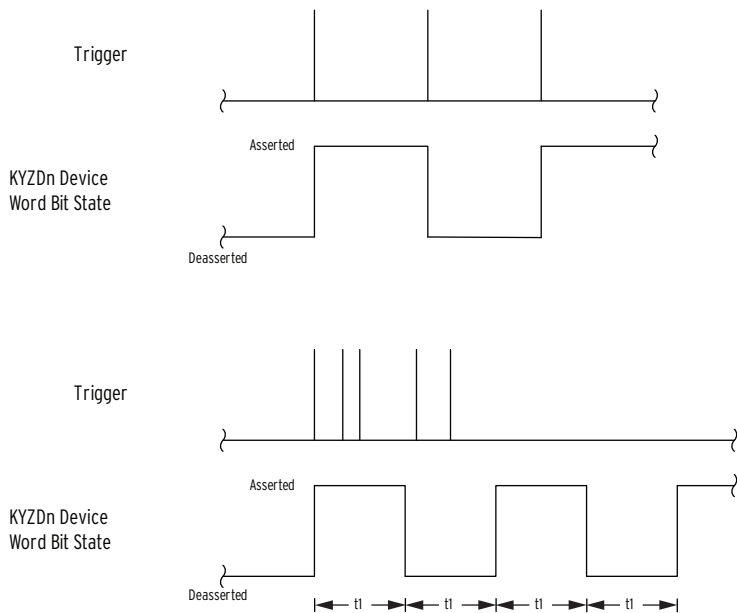 Trigger
Asserted
KYZDn Device
Word Bit State
Deasserted
Trigger
Asserted
KYZDn Device
Word Bit State
Deasserted
t1 t1 t1 t1